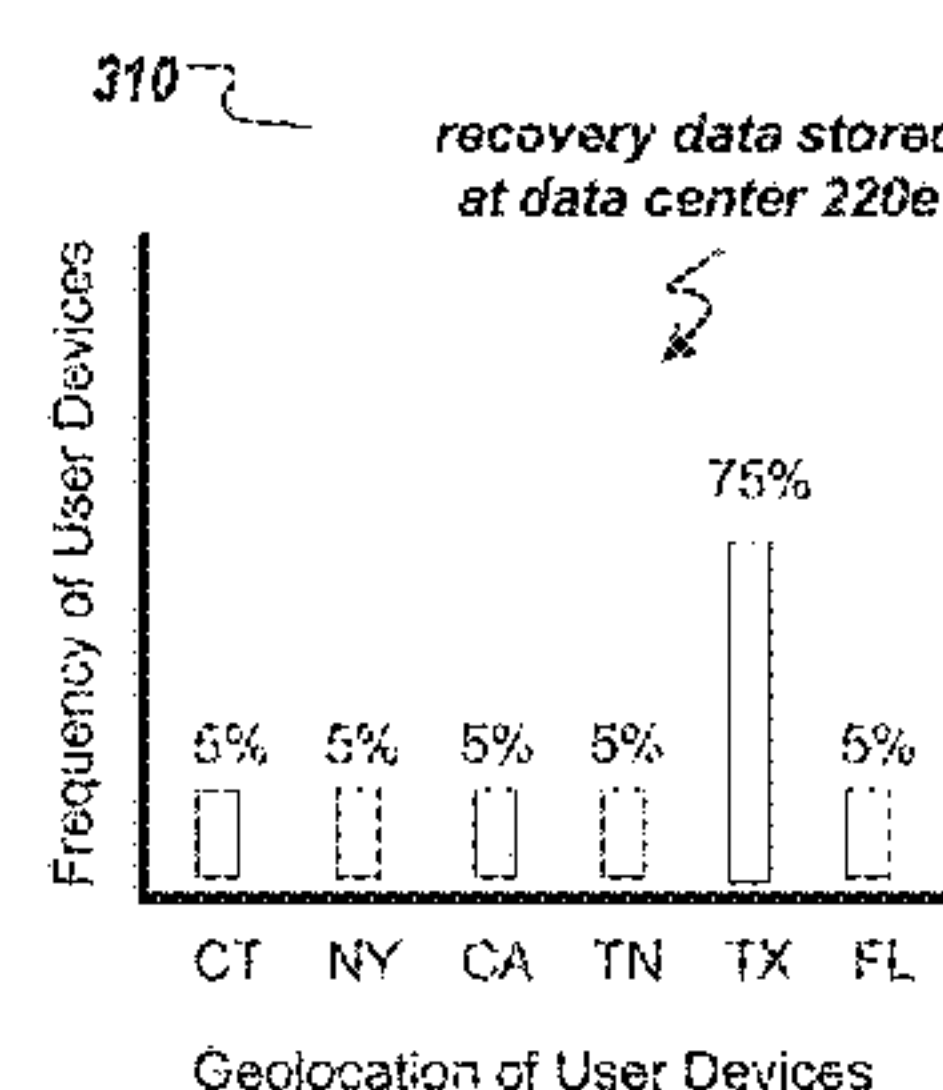 310
recovery data stored
at data center 220e
Frequency of User Devices
75%
5% 5% 5% 5% 5%
CT NY CA TN TX FL
Geolocation of User Devices